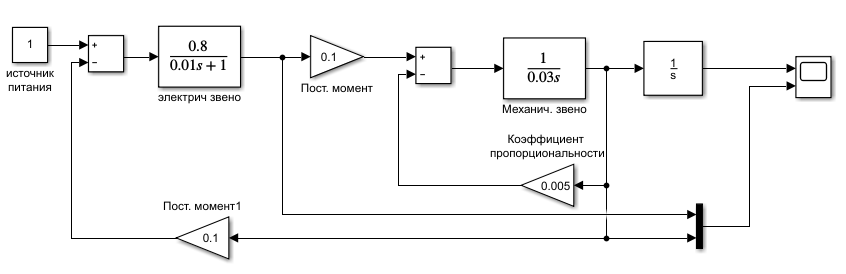 1
источник
питания
+
−
0.8
0.01s + 1
электрич звено
0.1
Пост. момент
+
−
1
0.03s
Механич. звено
1
s
Коэффициент
пропорциональности
0.005
Пост. момент1
0.1